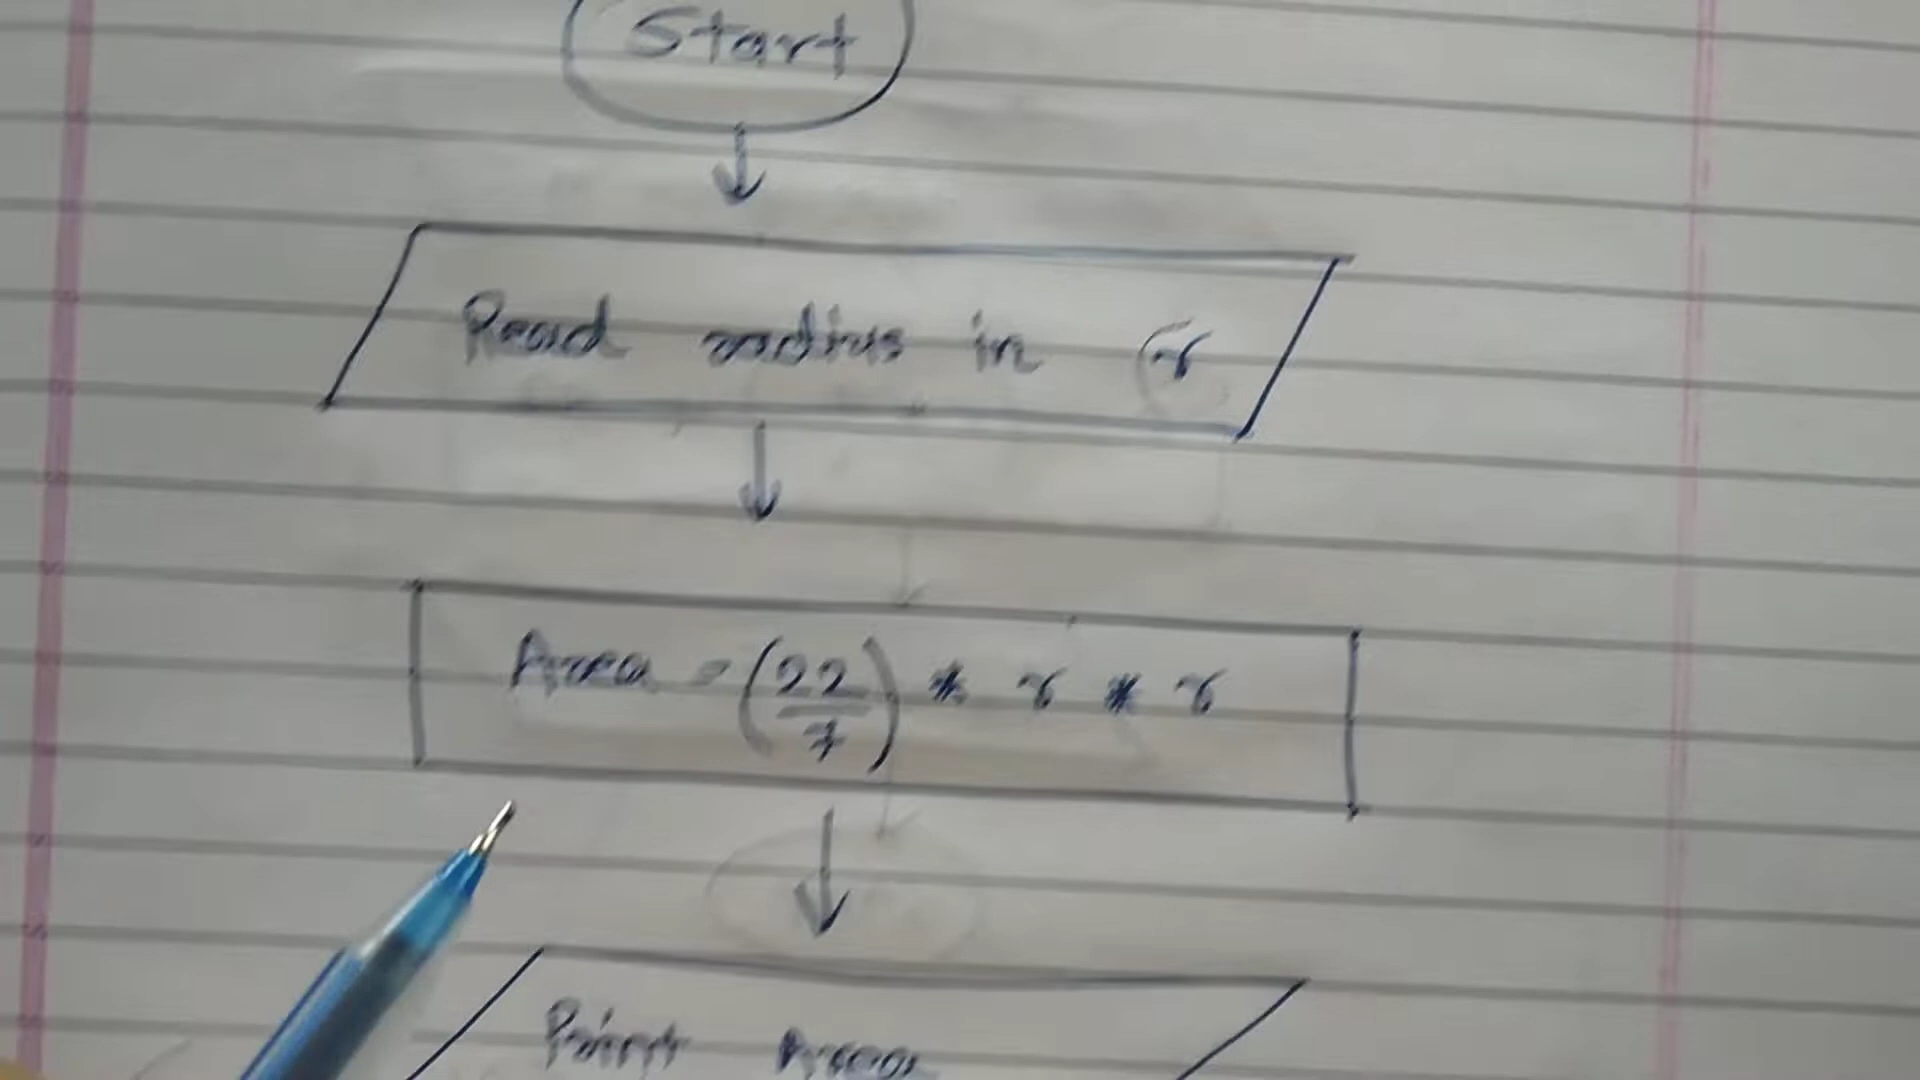 Start
Read radius in r
Area = (22/7) * r * r
Print Area